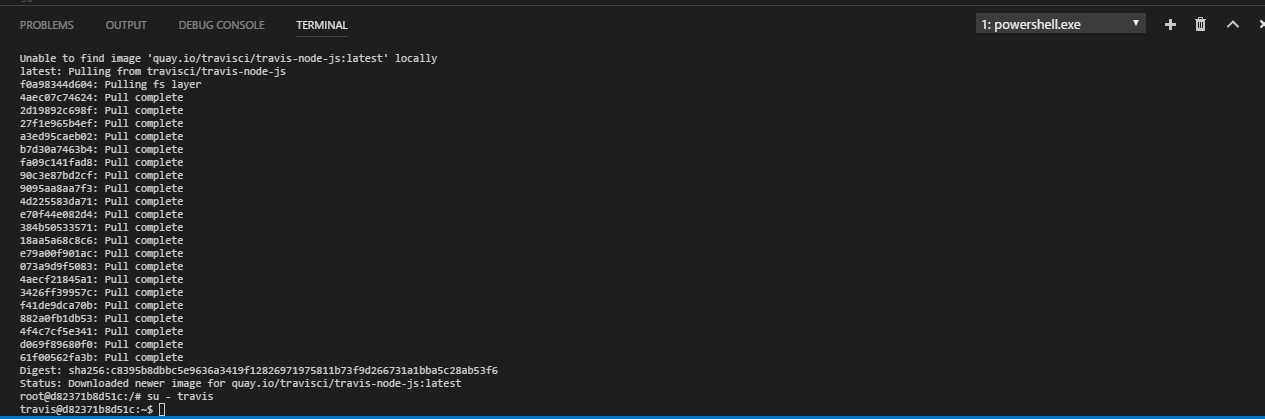 PROBLEMS OUTPUT DEBUG CONSOLE TERMINAL 1: powershell.exe
Unable to find image 'quay.io/travisci/travis-node-js:latest' locally
latest: Pulling from travisci/travis-node-js
f0a98344d604: Pulling fs layer
4aec07c74624: Pull complete
2d19892c698f: Pull complete
27f1e965b4ef: Pull complete
a3ed95caeb02: Pull complete
b7d30a7463b4: Pull complete
fa09c141fad8: Pull complete
90c3e87bd2cf: Pull complete
9095aa8aa7f3: Pull complete
4d225583da71: Pull complete
e70f44e082d4: Pull complete
384b50533571: Pull complete
18aa5a68c8c6: Pull complete
e79a00f901ac: Pull complete
073a9d9f5083: Pull complete
4aecf21845a1: Pull complete
3426ff39957c: Pull complete
f41de9dca70b: Pull complete
882a0fb1db53: Pull complete
4f4c7cf5e341: Pull complete
d069f89680f0: Pull complete
61f00562fa3b: Pull complete
Digest: sha256:c8395b8dbbc5e9636a3419f12826971975811b73f9d266731a1bba5c28ab53f6
Status: Downloaded newer image for quay.io/travisci/travis-node-js:latest
root@d82371b8d51c:/# su - travis
travis@d82371b8d51c:~$